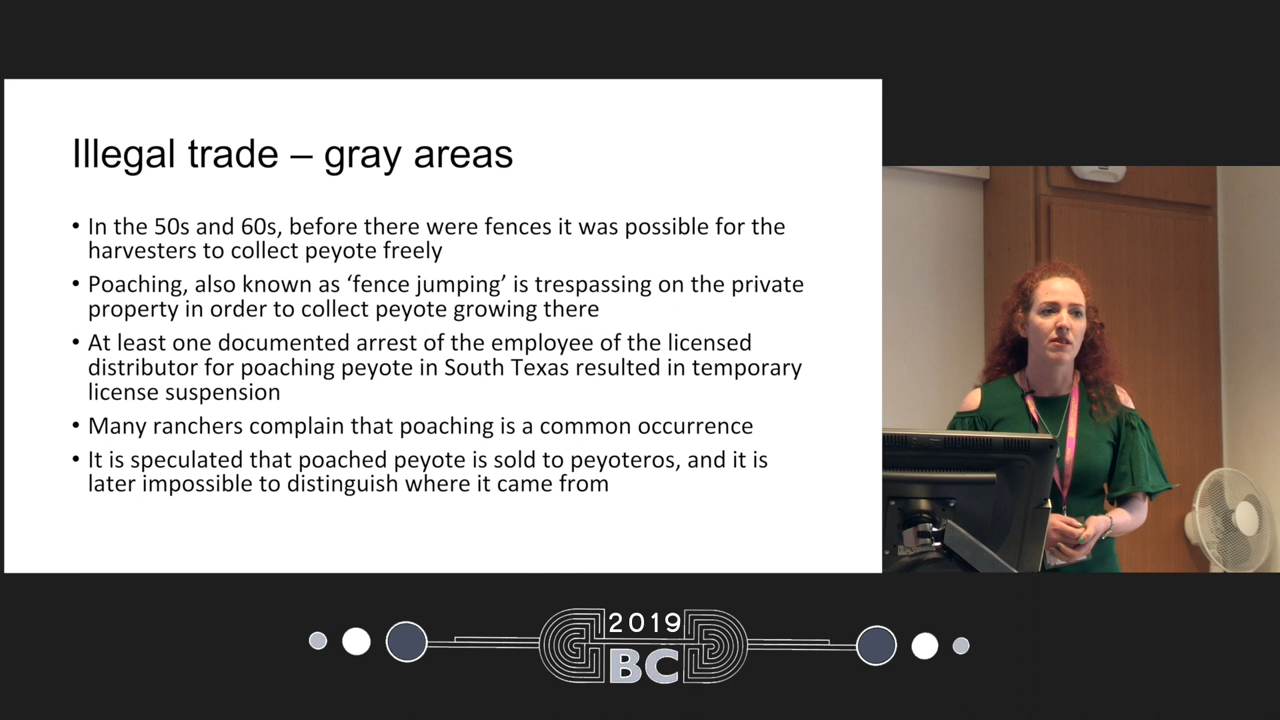 Illegal trade – gray areas
• In the 50s and 60s, before there were fences it was possible for the
harvesters to collect peyote freely
• Poaching, also known as ‘fence jumping’ is trespassing on the private
property in order to collect peyote growing there
• At least one documented arrest of the employee of the licensed
distributor for poaching peyote in South Texas resulted in temporary
license suspension
• Many ranchers complain that poaching is a common occurrence
• It is speculated that poached peyote is sold to peyoteros, and it is
later impossible to distinguish where it came from
2019
BC